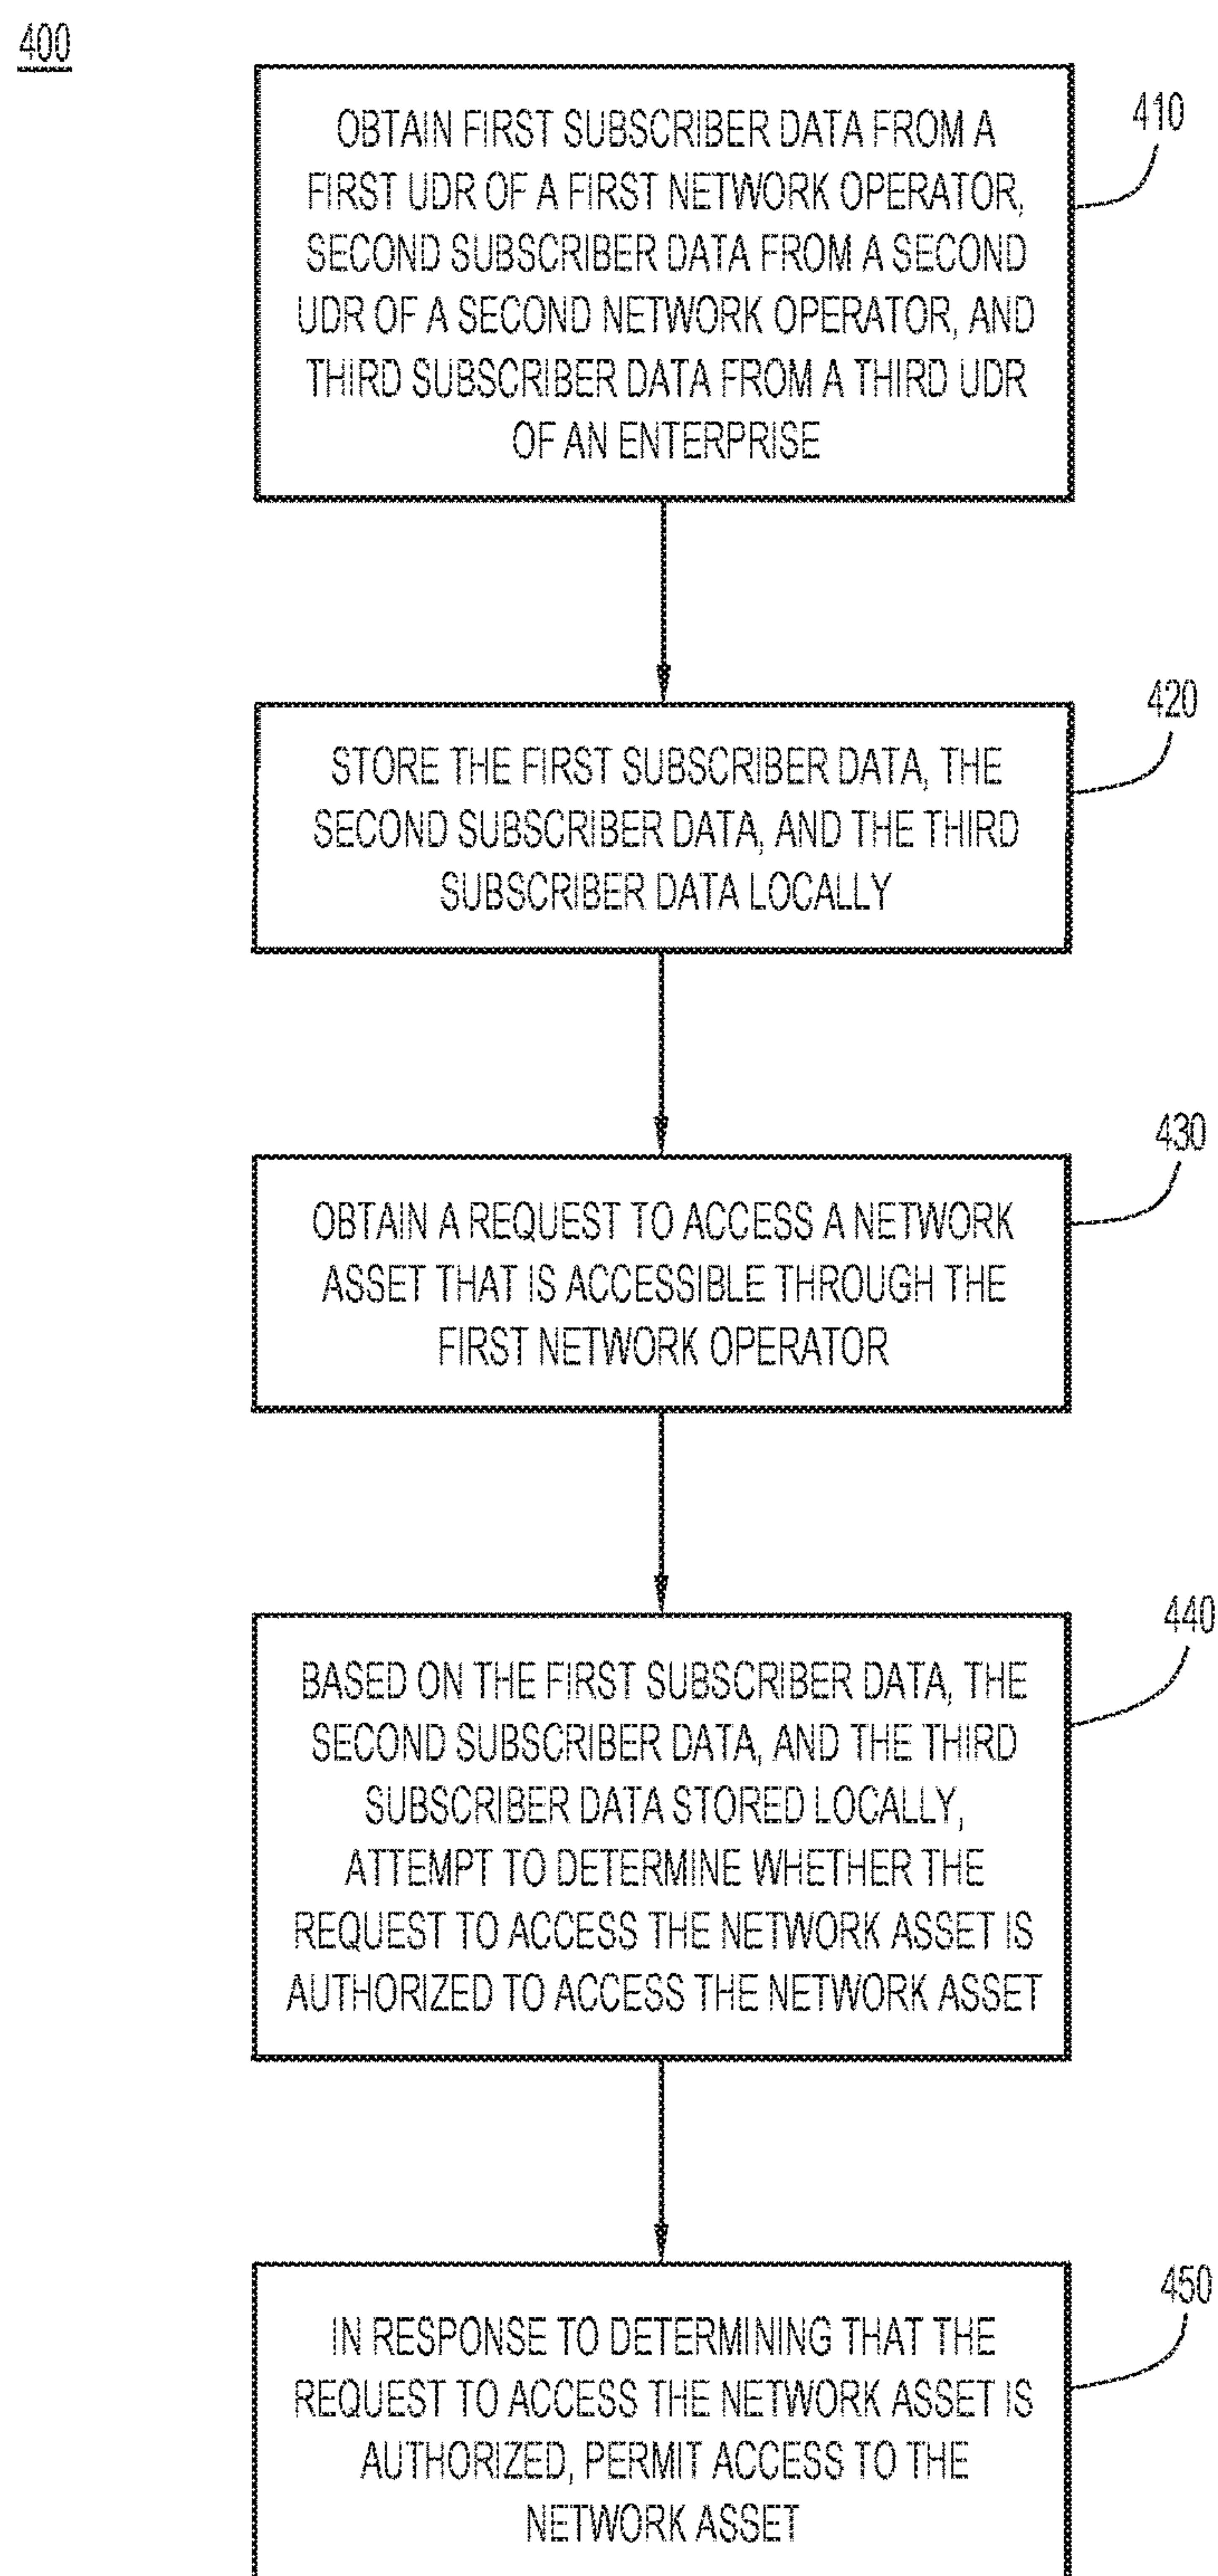 400
410
OBTAIN FIRST SUBSCRIBER DATA FROM A
FIRST UDR OF A FIRST NETWORK OPERATOR,
SECOND SUBSCRIBER DATA FROM A SECOND
UDR OF A SECOND NETWORK OPERATOR, AND
THIRD SUBSCRIBER DATA FROM A THIRD UDR
OF AN ENTERPRISE
420
STORE THE FIRST SUBSCRIBER DATA, THE
SECOND SUBSCRIBER DATA, AND THE THIRD
SUBSCRIBER DATA LOCALLY
430
OBTAIN A REQUEST TO ACCESS A NETWORK
ASSET THAT IS ACCESSIBLE THROUGH THE
FIRST NETWORK OPERATOR
440
BASED ON THE FIRST SUBSCRIBER DATA, THE
SECOND SUBSCRIBER DATA, AND THE THIRD
SUBSCRIBER DATA STORED LOCALLY,
ATTEMPT TO DETERMINE WHETHER THE
REQUEST TO ACCESS THE NETWORK ASSET IS
AUTHORIZED TO ACCESS THE NETWORK ASSET
450
IN RESPONSE TO DETERMINING THAT THE
REQUEST TO ACCESS THE NETWORK ASSET IS
AUTHORIZED, PERMIT ACCESS TO THE
NETWORK ASSET